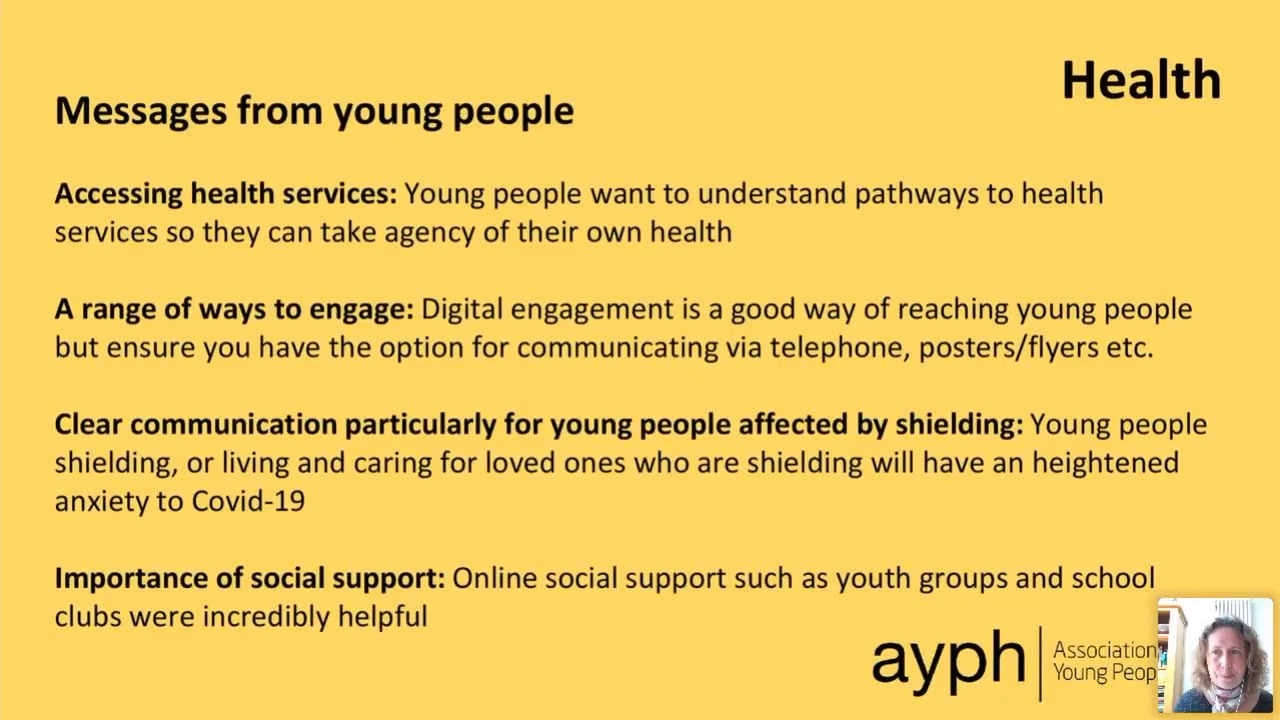 Health
Messages from young people
Accessing health services: Young people want to understand pathways to health
services so they can take agency of their own health
A range of ways to engage: Digital engagement is a good way of reaching young people
but ensure you have the option for communicating via telephone, posters/flyers etc.
Clear communication particularly for young people affected by shielding: Young people
shielding, or living and caring for loved ones who are shielding will have an heightened
anxiety to Covid-19
Importance of social support: Online social support such as youth groups and school
clubs were incredibly helpful
ayph
Association
Young Peop